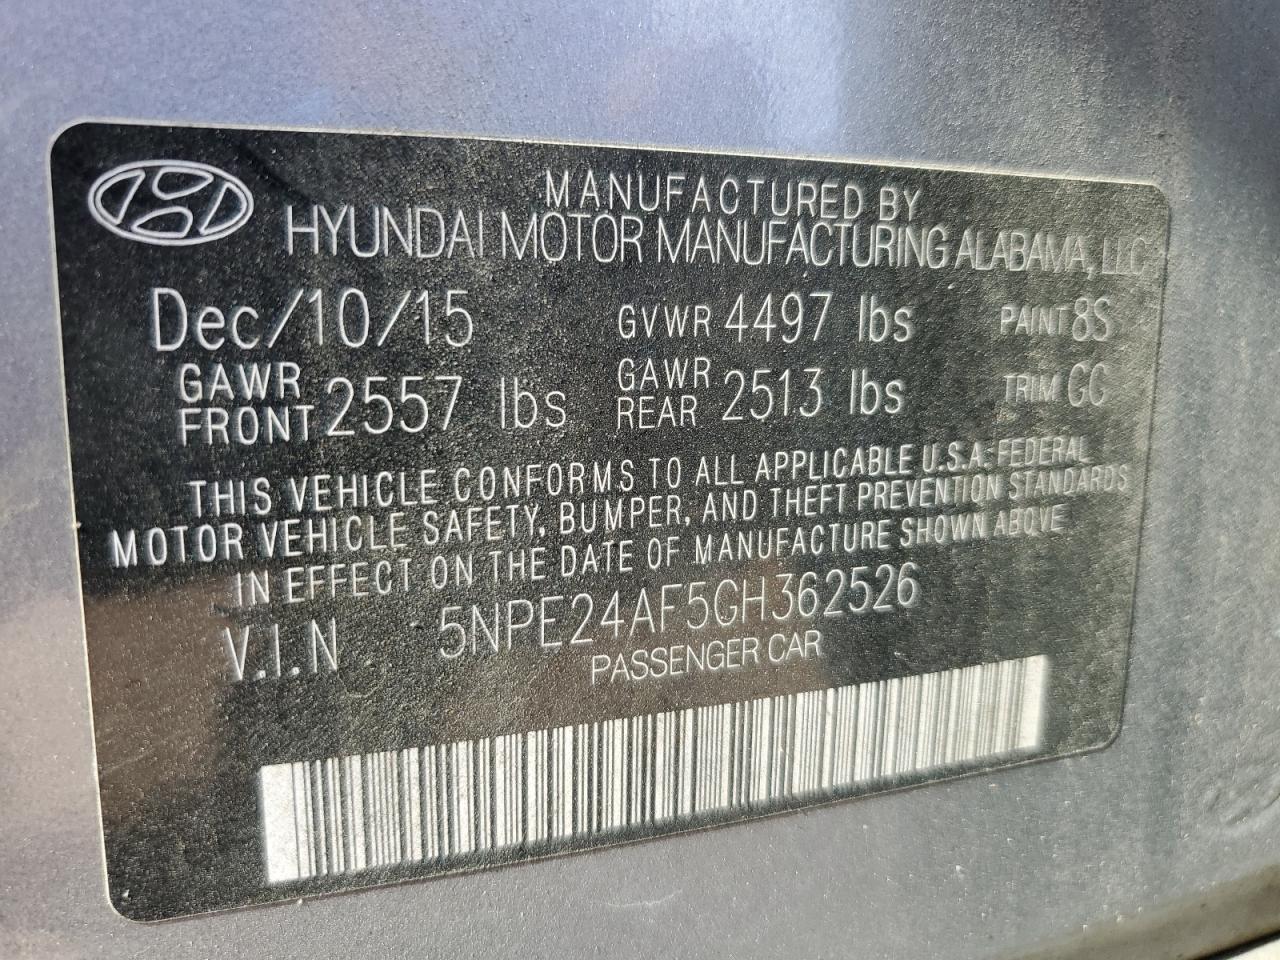 MANUFACTURED BY
HYUNDAI MOTOR MANUFACTURING ALABAMA, LLC
Dec/10/15 GVWR 4497 lbs PAINT 8S
GAWR FRONT 2557 lbs GAWR REAR 2513 lbs TRIM GC
THIS VEHICLE CONFORMS TO ALL APPLICABLE U.S.A. FEDERAL
MOTOR VEHICLE SAFETY, BUMPER, AND THEFT PREVENTION STANDARDS
IN EFFECT ON THE DATE OF MANUFACTURE SHOWN ABOVE
V.I.N 5NPE24AF5GH362526
PASSENGER CAR